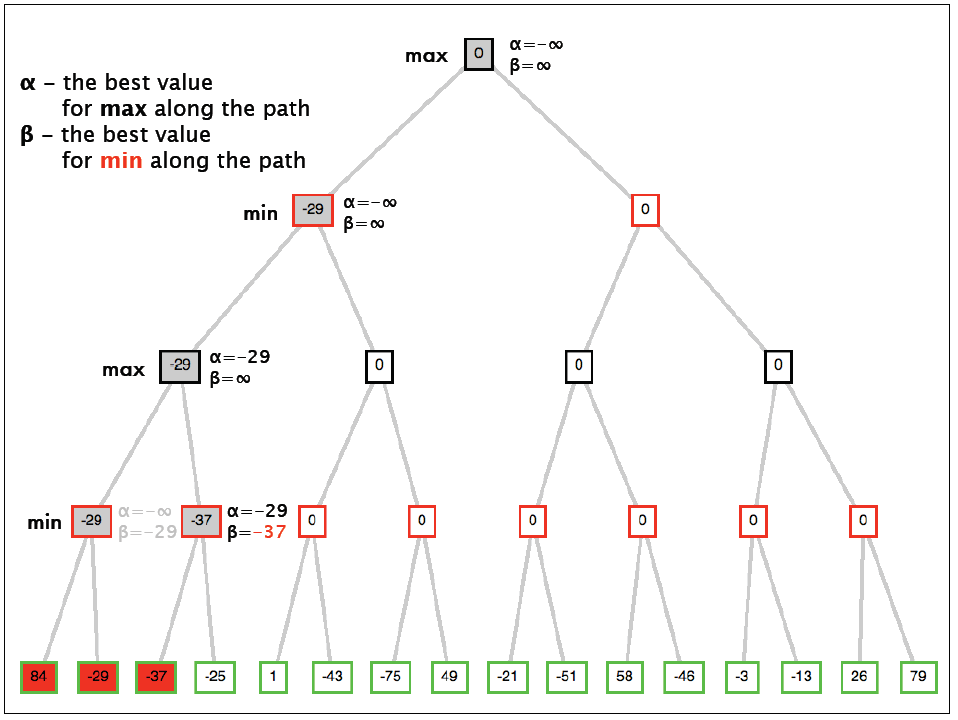 max 0 α=-∞
β=∞
α – the best value
for max along the path
β – the best value
for min along the path
min -29 α=-∞ 0
β=∞
max -29 α=-29 0 0 0
β=∞
min -29 α=-∞ -37 α=-29 0 0 0 0 0 0
β=-29 β=-37
84 -29 -37 -25 1 -43 -75 49 -21 -51 58 -46 -3 -13 26 79